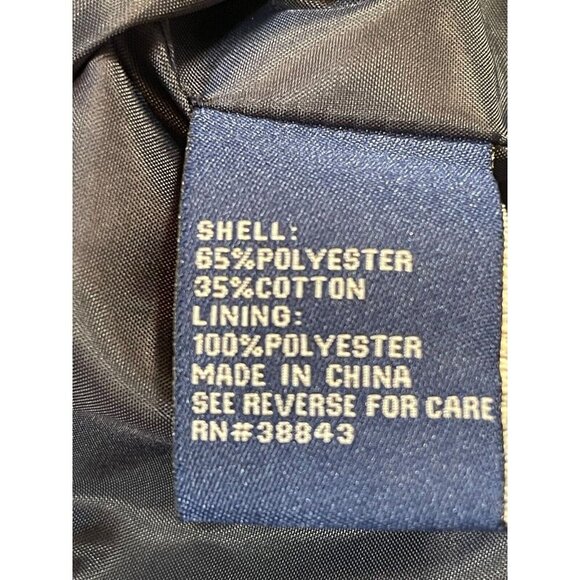 SHELL:
65%POLYESTER
35%COTTON
LINING:
100%POLYESTER
MADE IN CHINA
SEE REVERSE FOR CARE
RN#38843